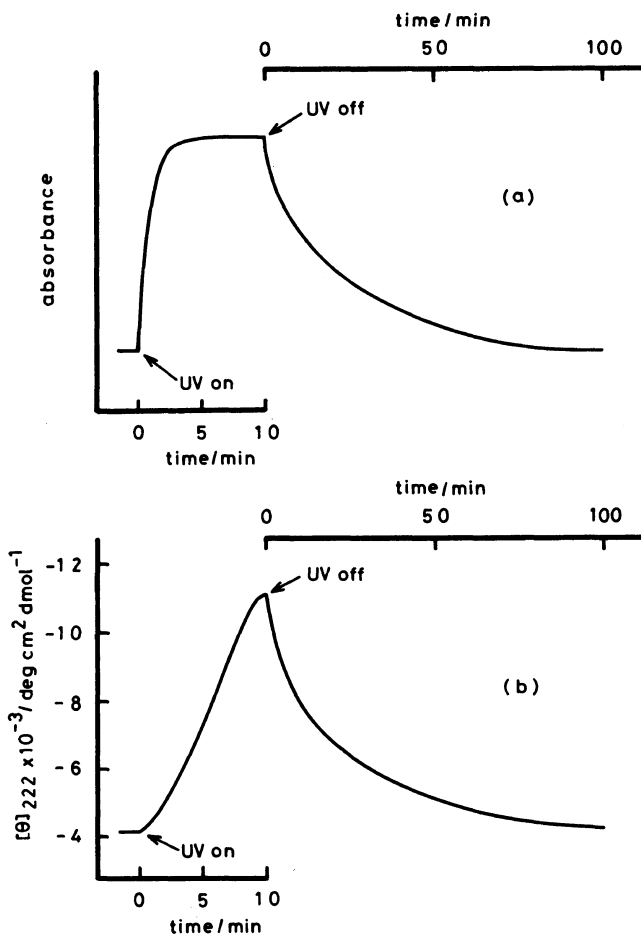 time/min
0 50 100
UV off
(a)
absorbance
UV on
0 5 10
time/min
time/min
0 50 100
UV off
-12
-10
-8
-6
-4
(b)
[θ]222 x10⁻³/deg cm² dmol⁻¹
UV on
0 5 10
time/min